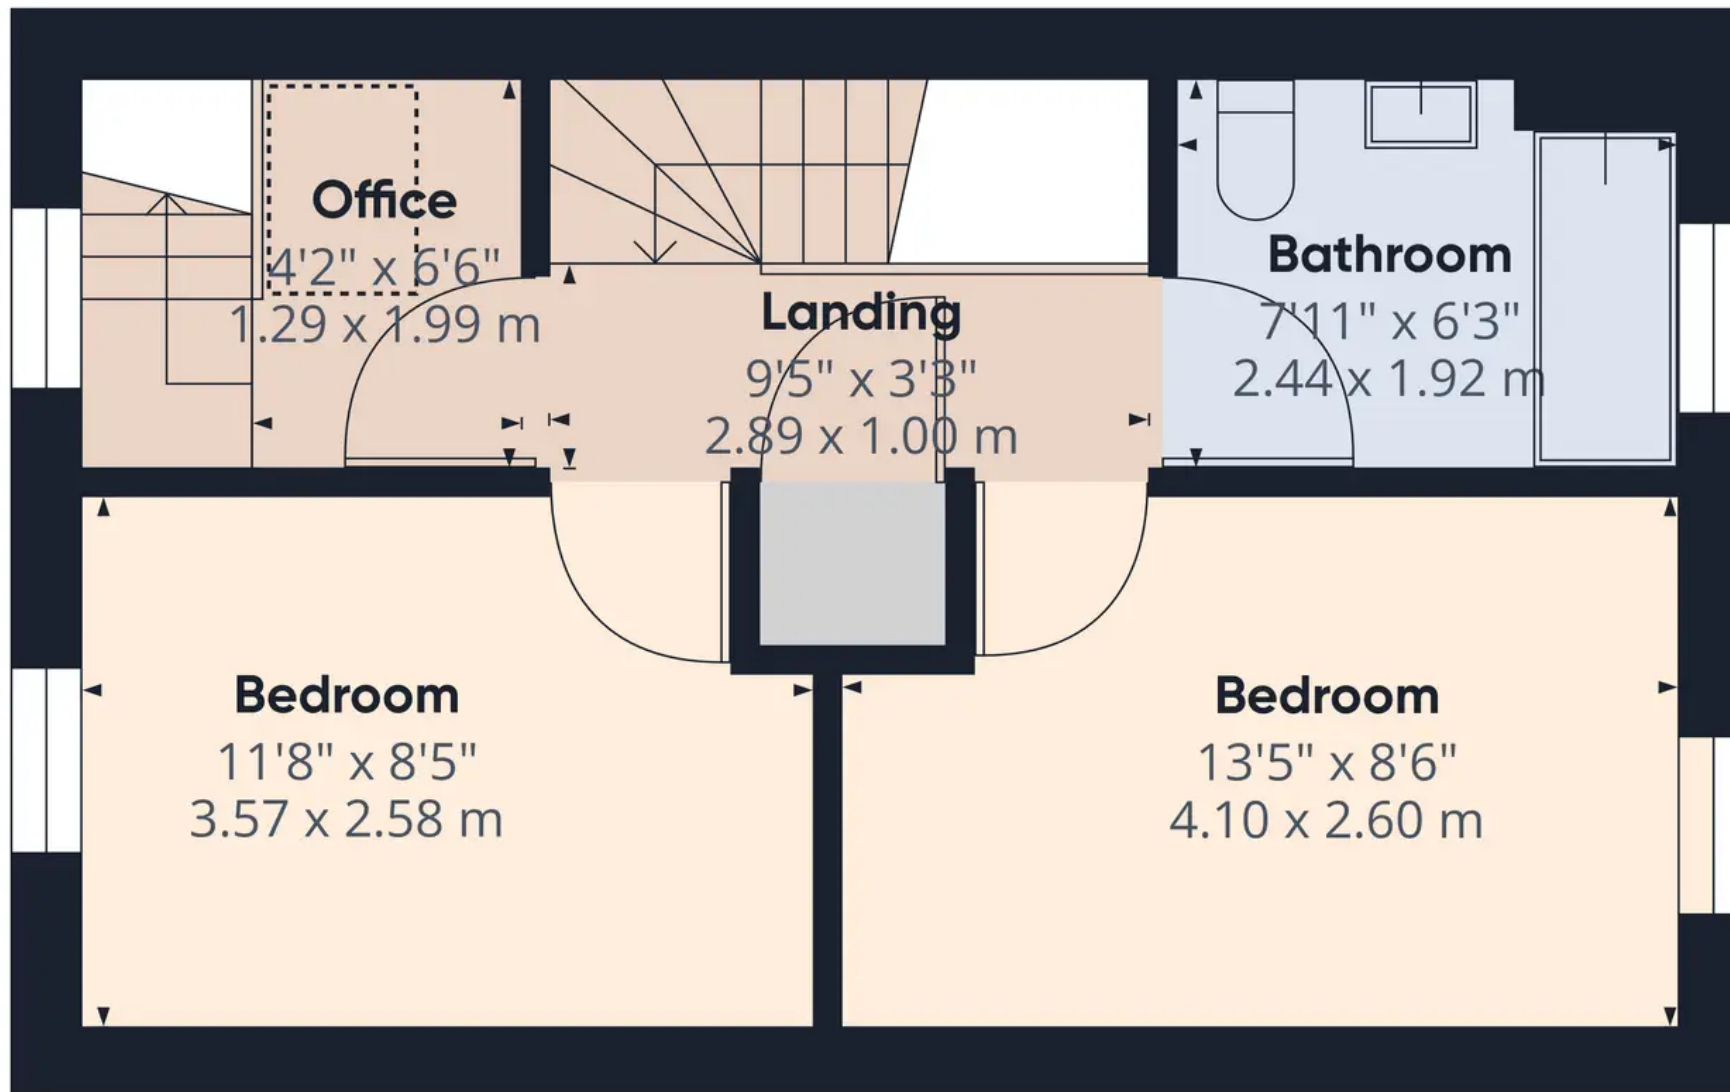 Office
4'2" x 6'6"
1.29 x 1.99 m
Landing
9'5" x 3'3"
2.89 x 1.00 m
Bathroom
7'11" x 6'3"
2.44 x 1.92 m
Bedroom
11'8" x 8'5"
3.57 x 2.58 m
Bedroom
13'5" x 8'6"
4.10 x 2.60 m